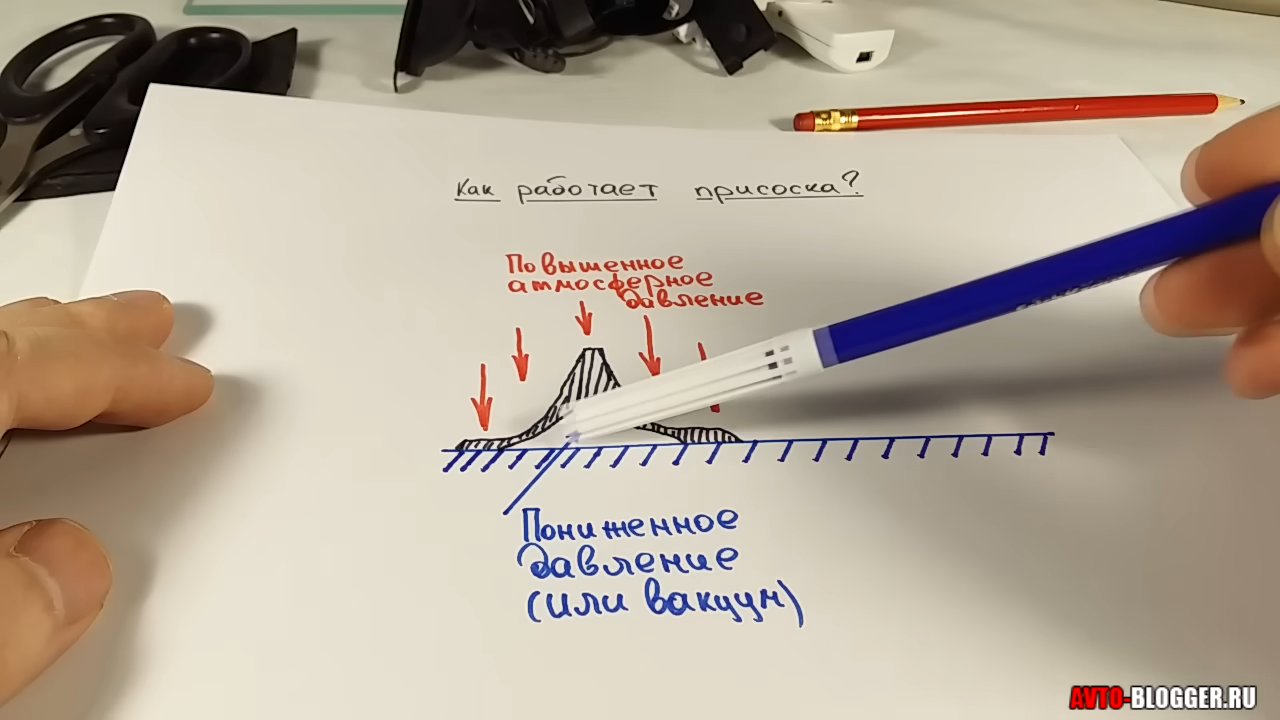 Как работает присоска?
Повышенное
атмосферное
давление
Пониженное
давление
(или вакуум)
AVTO-BLOGGER.RU